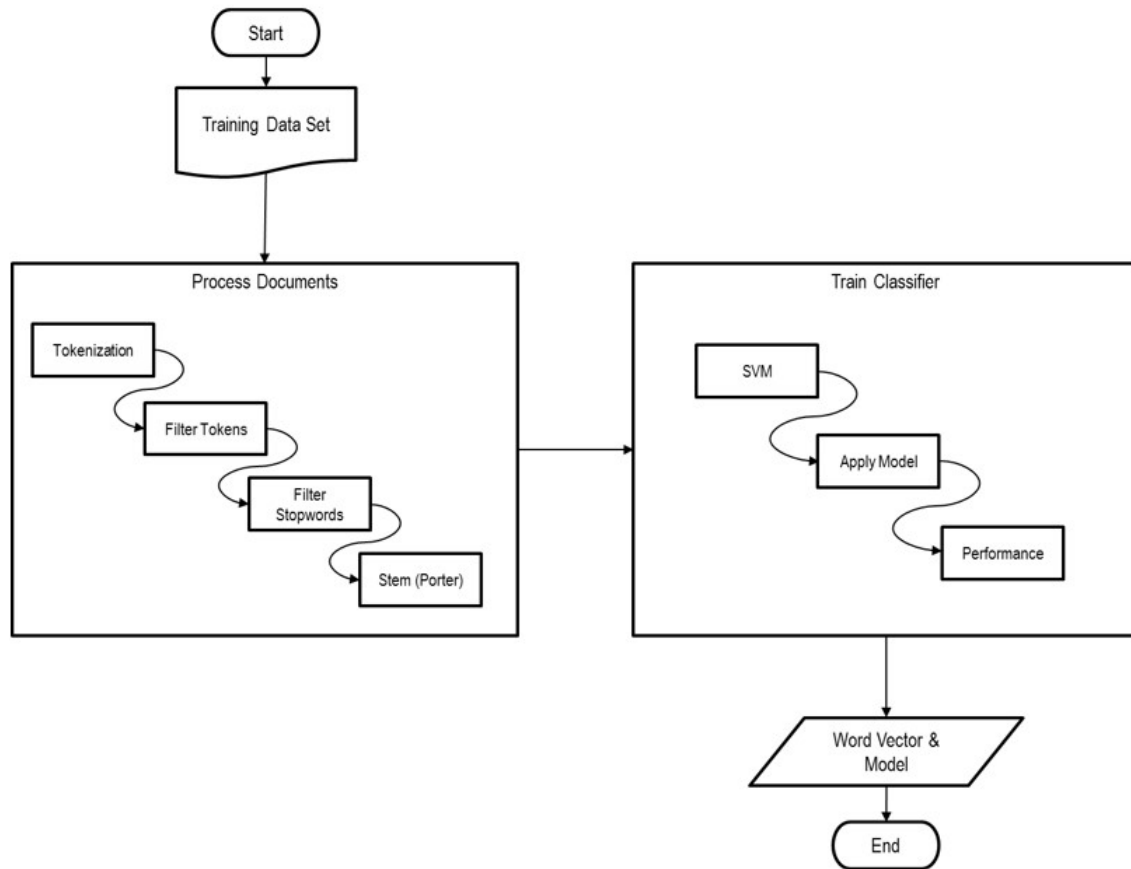 Start
Training Data Set
Process Documents
Tokenization
Filter Tokens
Filter
Stopwords
Stem (Porter)
Train Classifier
SVM
Apply Model
Performance
Word Vector &
Model
End